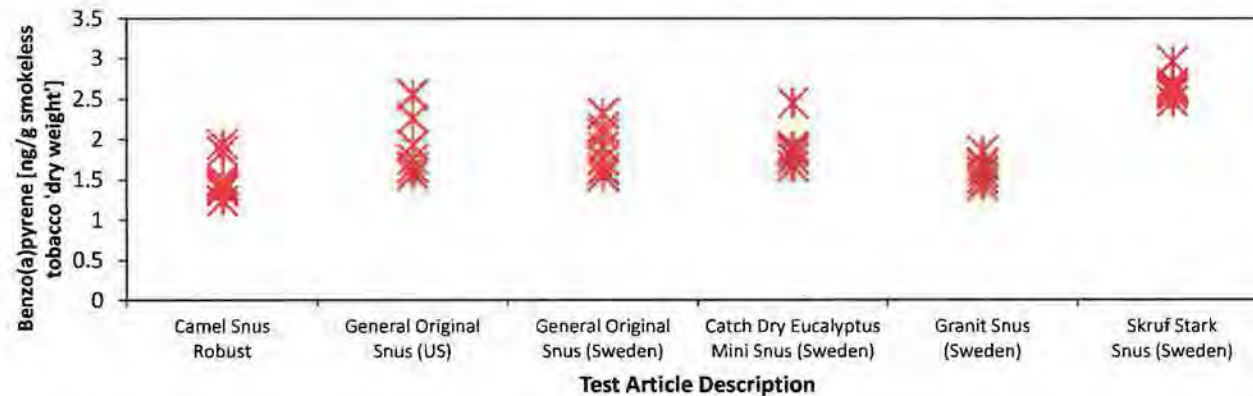 Benzo(a)pyrene [ng/g smokeless
tobacco 'dry weight']
3.5
3
2.5
2
1.5
1
0.5
0
Camel Snus
Robust
General Original
Snus (US)
General Original
Snus (Sweden)
Catch Dry Eucalyptus
Mini Snus (Sweden)
Granit Snus
(Sweden)
Skruf Stark
Snus (Sweden)
Test Article Description